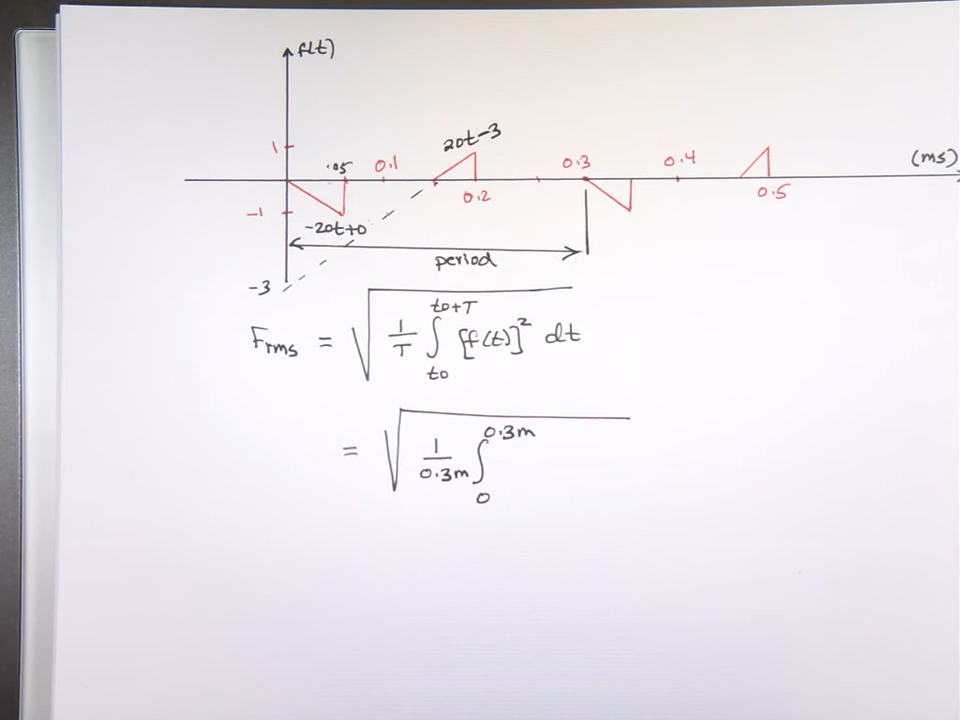 f(t)
20t-3
1 .05 0.1 0.3 0.4 (ms)
0.2 0.5
-1
-20t+0
period
-3
Frms = √ 1/T ∫ t0 t0+T [f(t)]² dt
= √ 1/0.3m ∫ 0 0.3m